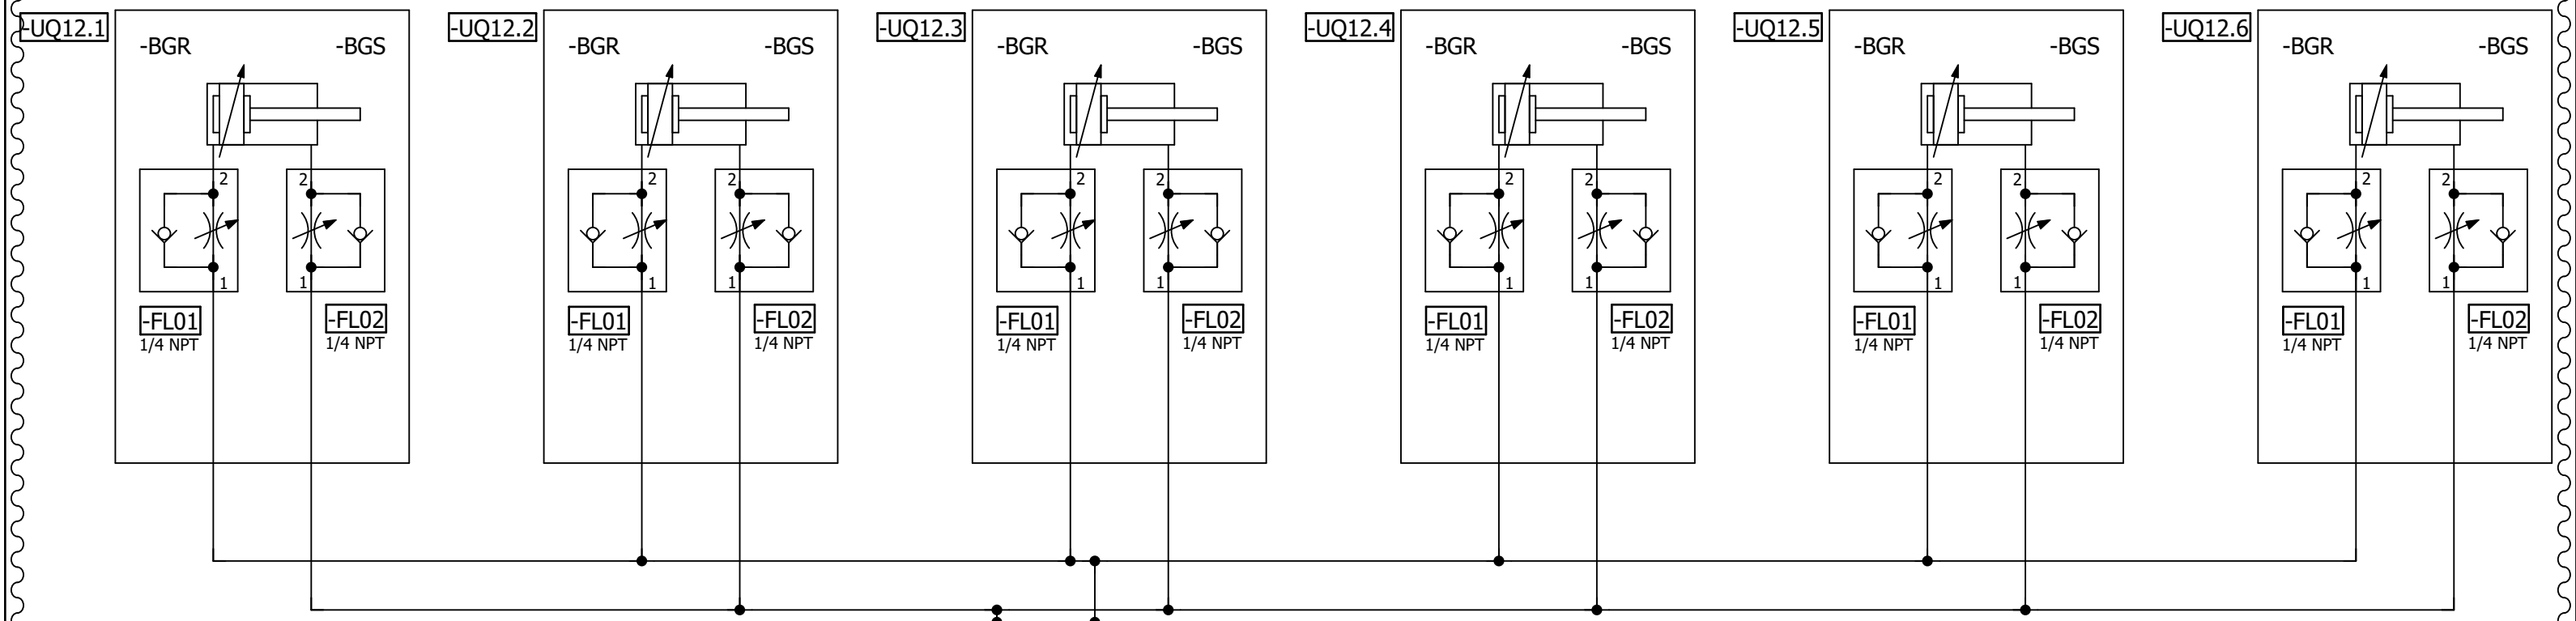 -UQ12.1
-BGR -BGS
2 2
1 1
-FL01 -FL02
1/4 NPT 1/4 NPT
-UQ12.2
-BGR -BGS
2 2
1 1
-FL01 -FL02
1/4 NPT 1/4 NPT
-UQ12.3
-BGR -BGS
2 2
1 1
-FL01 -FL02
1/4 NPT 1/4 NPT
-UQ12.4
-BGR -BGS
2 2
1 1
-FL01 -FL02
1/4 NPT 1/4 NPT
-UQ12.5
-BGR -BGS
2 2
1 1
-FL01 -FL02
1/4 NPT 1/4 NPT
-UQ12.6
-BGR -BGS
2 2
1 1
-FL01 -FL02
1/4 NPT 1/4 NPT